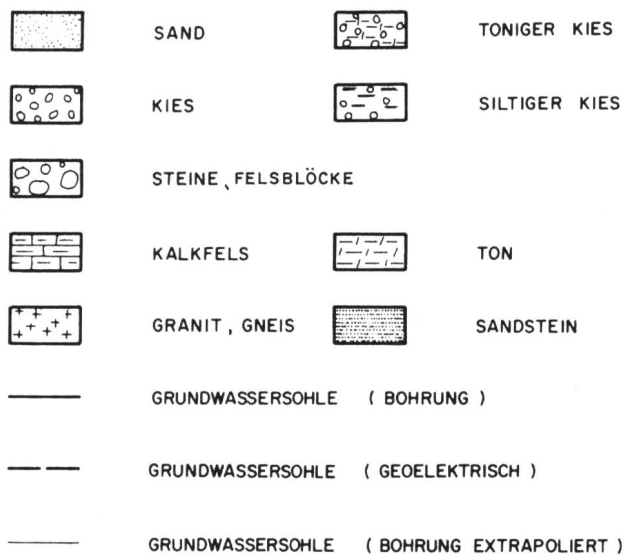 SAND TONIGER KIES
KIES SILTIGER KIES
STEINE, FELSBLÖCKE
KALKFELS TON
GRANIT, GNEIS SANDSTEIN
GRUNDWASSERSOHLE ( BOHRUNG )
GRUNDWASSERSOHLE ( GEOELEKTRISCH )
GRUNDWASSERSOHLE ( BOHRUNG EXTRAPOLIERT )